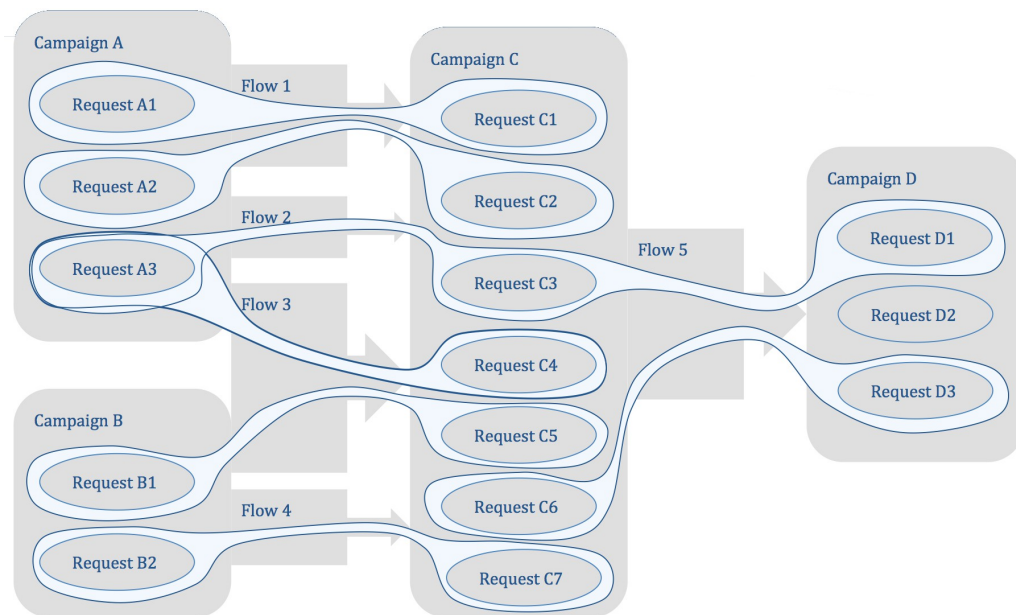 Campaign A
Request A1
Request A2
Request A3
Campaign B
Request B1
Request B2
Flow 1
Flow 2
Flow 3
Flow 4
Campaign C
Request C1
Request C2
Request C3
Request C4
Request C5
Request C6
Request C7
Flow 5
Campaign D
Request D1
Request D2
Request D3